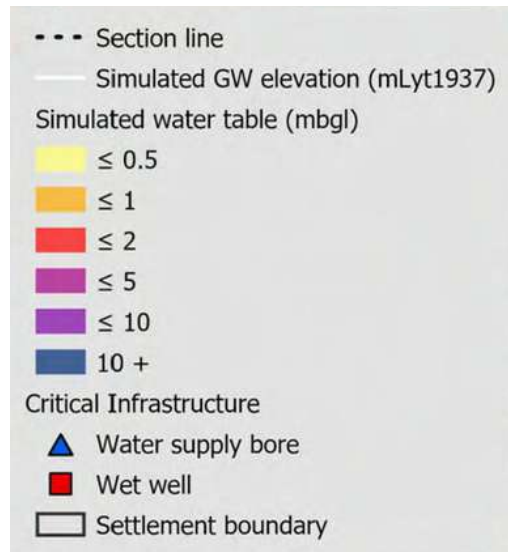 Section line
Simulated GW elevation (mLyt1937)
Simulated water table (mbgl)
≤ 0.5
≤ 1
≤ 2
≤ 5
≤ 10
10 +
Critical Infrastructure
Water supply bore
Wet well
Settlement boundary